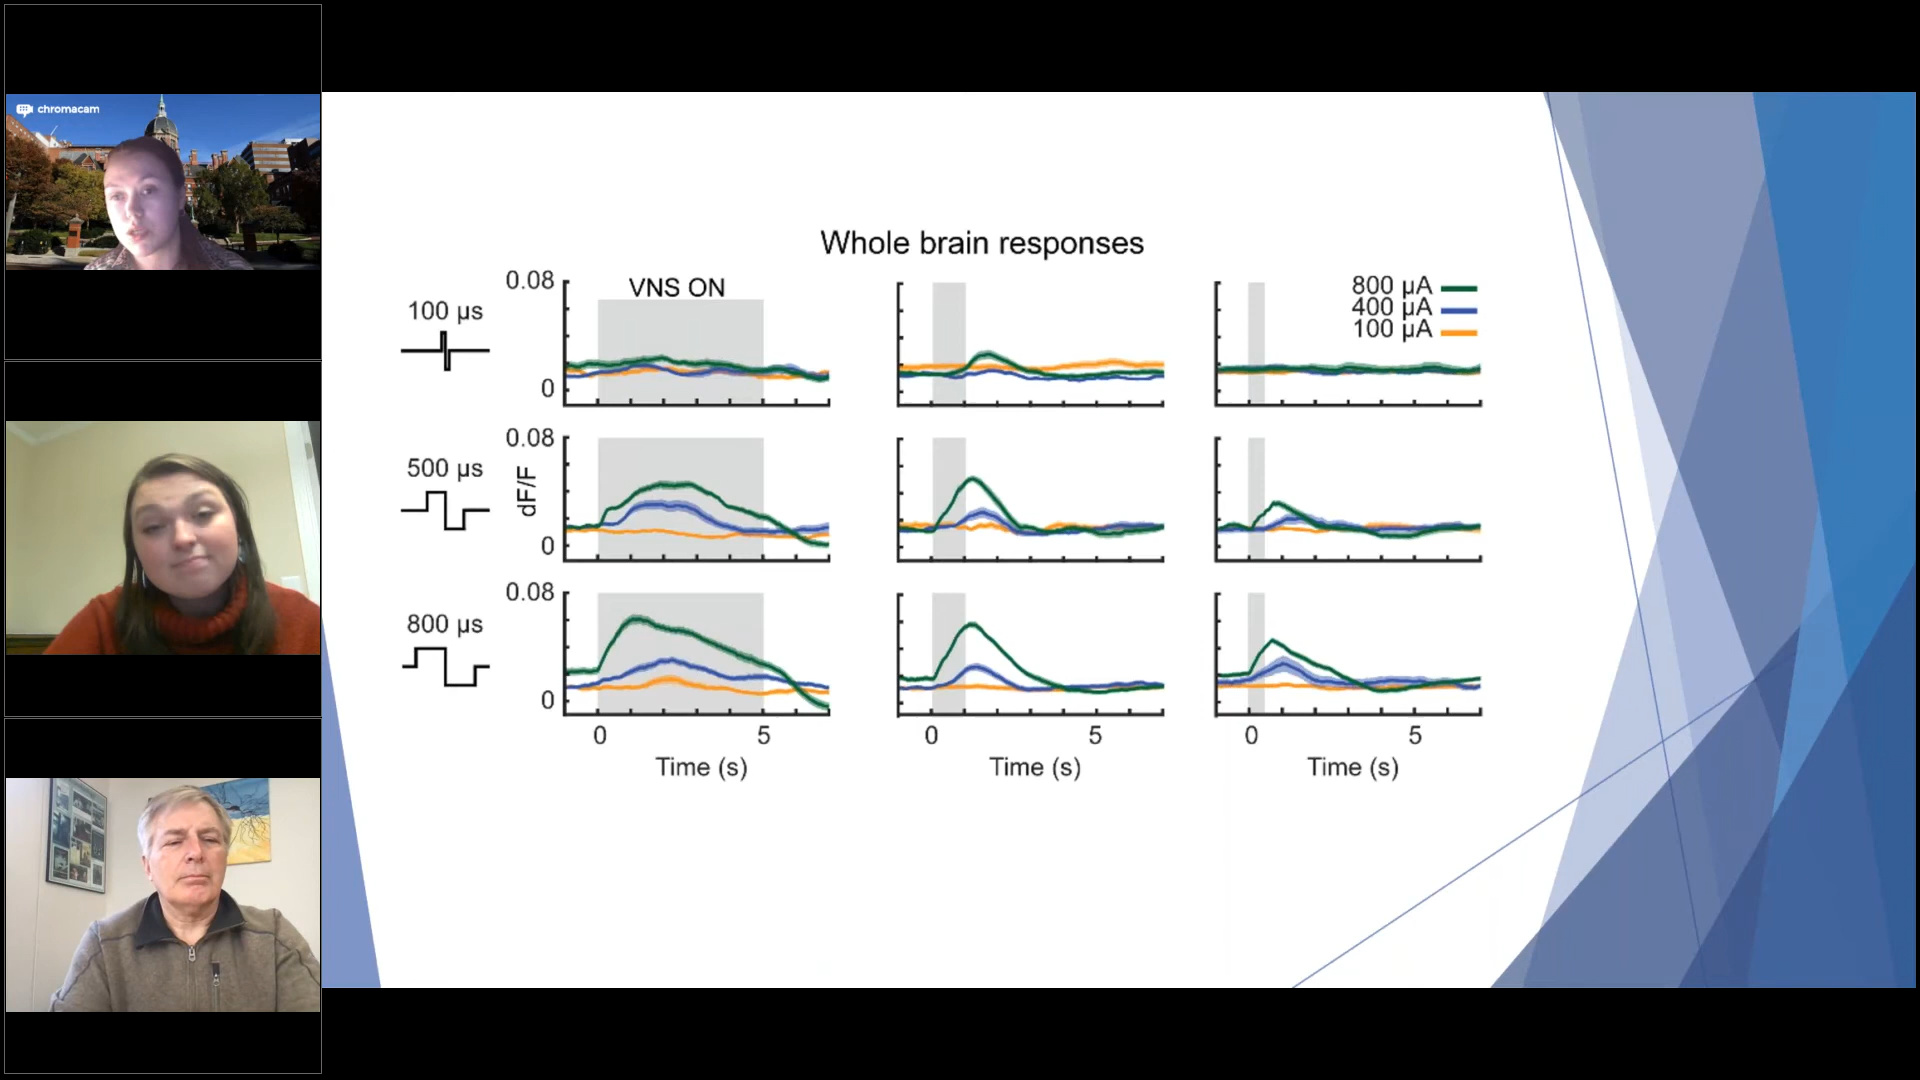 chromacam
Whole brain responses
0.08
VNS ON
800 µA
400 µA
100 µA
100 µs
0
0.08
500 µs
dF/F
0
0.08
800 µs
0
0 5 0 5 0 5
Time (s) Time (s) Time (s)